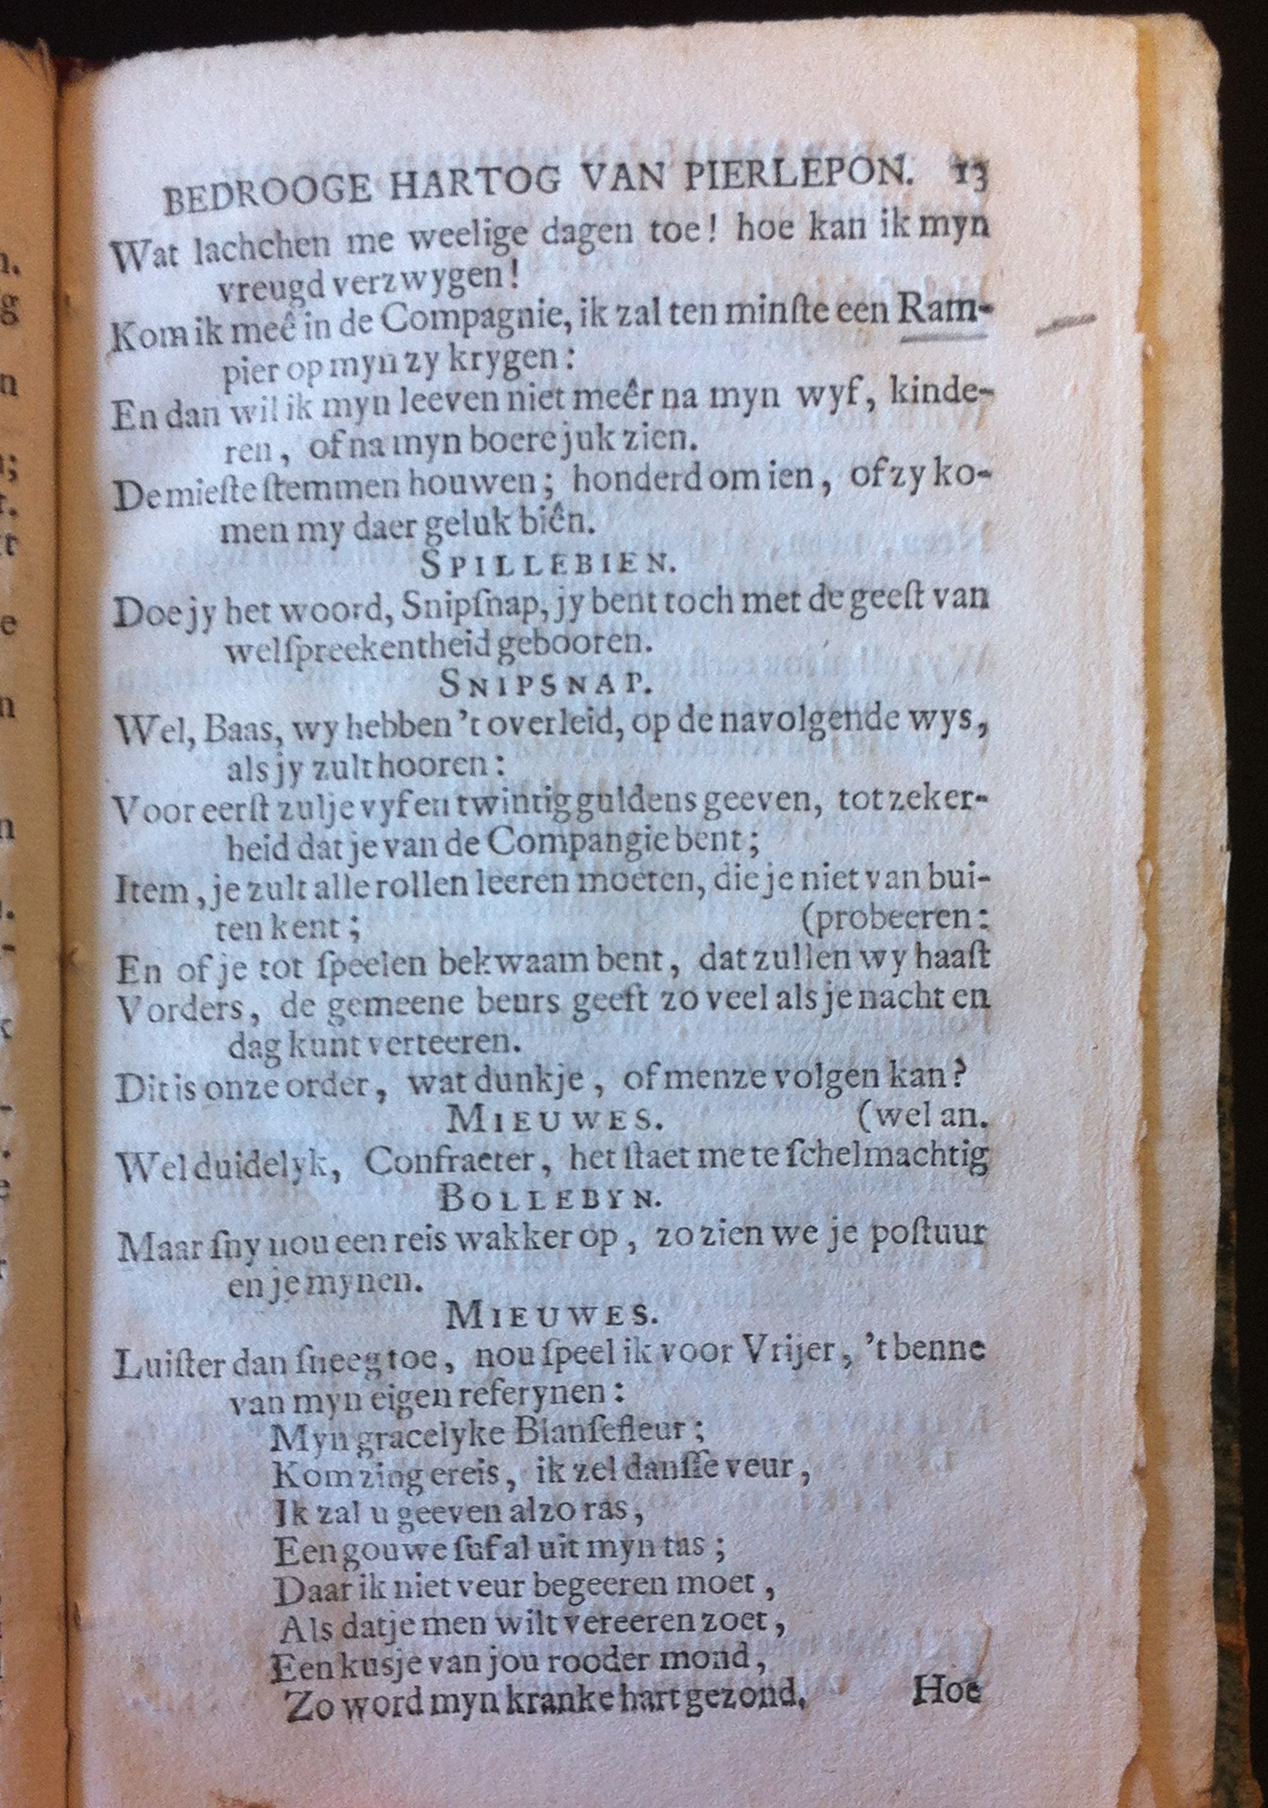 BEDROOGE HARTOG VAN PIERLEPON. 13
Wat lachchen me weelige dagen toe! hoe kan ik myn
vreugd verzwygen!
Kom ik meê in de Compagnie, ik zal ten minſte een Ram-
pier op myn zy krygen:
En dan wil ik myn leeven niet meêr na myn wyf, kinde-
ren, of na myn boere juk zien.
De mieſte ſtemmen houwen; honderd om ien, of zy ko-
men my daer geluk biên.
SPILLEBIEN.
Doe jy het woord, Snipſnap, jy bent toch met de geeſt van
welſpreekentheid gebooren.
SNIPSNAP.
Wel, Baas, wy hebben 't overleid, op de navolgende wys,
als jy zult hooren:
Voor eerſt zulje vyf en twintig guldens geeven, tot zeker-
heid dat je van de Compangie bent;
Item, je zult alle rollen leeren moeten, die je niet van bui-
ten kent; (probeeren:
En of je tot ſpeelen bekwaam bent, dat zullen wy haaſt
Vorders, de gemeene beurs geeft zo veel als je nacht en
dag kunt verteeren.
Dit is onze order, wat dunkje, of menze volgen kan?
MIEUWES. (wel an.
Wel duidelyk, Confraeter, het ſtaet me te ſchelmachtig
BOLLEBYN.
Maar ſny nou een reis wakker op, zo zien we je poſtuur
en je mynen.
MIEUWES.
Luiſter dan ſneeg toe, nou ſpeel ik voor Vrijer, 't benne
van myn eigen referynen:
Myn gracelyke Blanſefleur;
Kom zing ereis, ik zel danſſe veur,
Ik zal u geeven alzo ras,
Een gouwe ſuf al uit myn tas;
Daar ik niet veur begeeren moet,
Als datje men wilt vereeren zoet,
Een kusje van jou rooder mond,
Zo word myn kranke hart gezond. Hoe